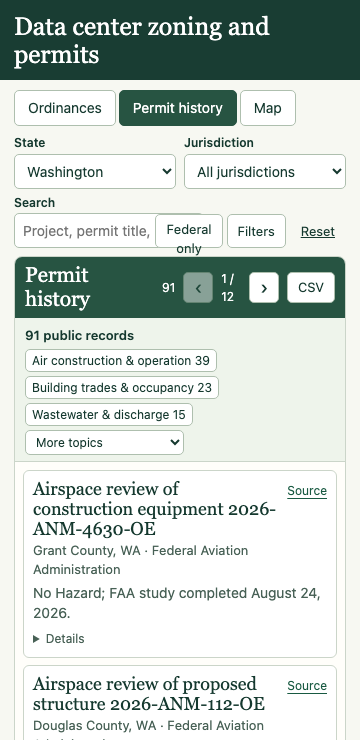 Data center zoning and
permits
Ordinances
Permit history
Map
State
Jurisdiction
Washington
All jurisdictions
Search
Project, permit title,
Federal
only
Filters
Reset
Permit
history
91
‹
1 /
12
›
CSV
91 public records
Air construction & operation 39
Building trades & occupancy 23
Wastewater & discharge 15
More topics
Airspace review of
construction equipment 2026-
ANM-4630-OE
Source
Grant County, WA · Federal Aviation
Administration
No Hazard; FAA study completed August 24,
2026.
Details
Airspace review of proposed
structure 2026-ANM-112-OE
Source
Douglas County, WA · Federal Aviation